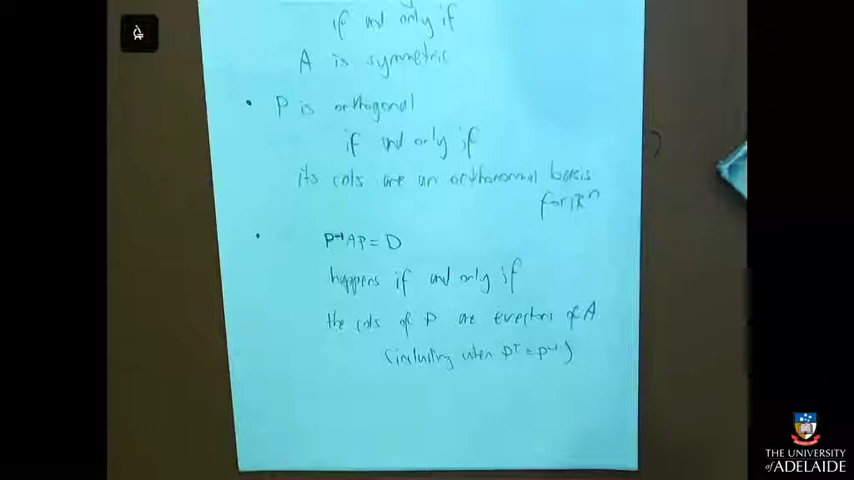 if and only if
A is symmetric
• P is orthogonal
if and only if
its cols are an orthonormal basis
for ℝⁿ
• P⁻¹AP = D
happens if and only if
the cols of P are evectors of A
(including when Pᵀ = P⁻¹)
THE UNIVERSITY
of ADELAIDE